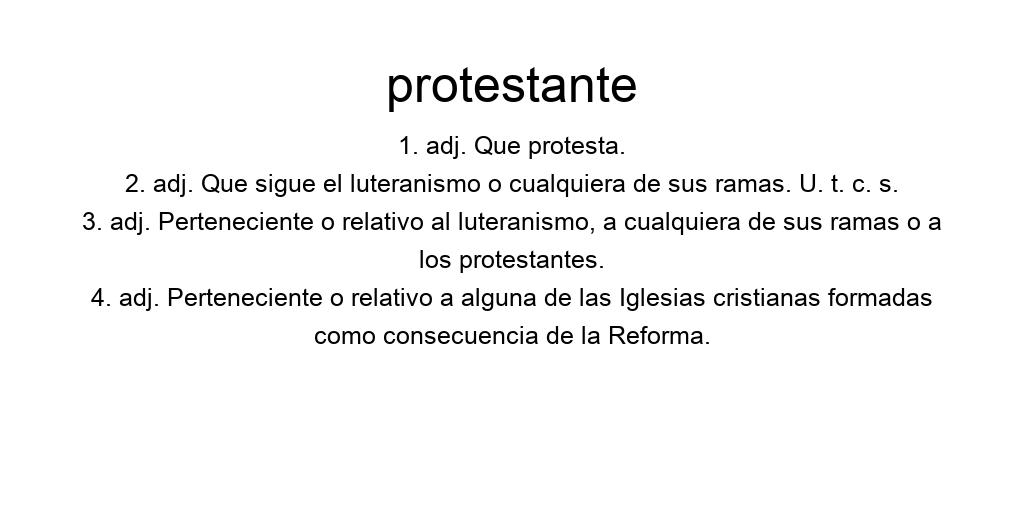 protestante
1. adj. Que protesta.
2. adj. Que sigue el luteranismo o cualquiera de sus ramas. U. t. c. s.
3. adj. Perteneciente o relativo al luteranismo, a cualquiera de sus ramas o a
los protestantes.
4. adj. Perteneciente o relativo a alguna de las Iglesias cristianas formadas
como consecuencia de la Reforma.